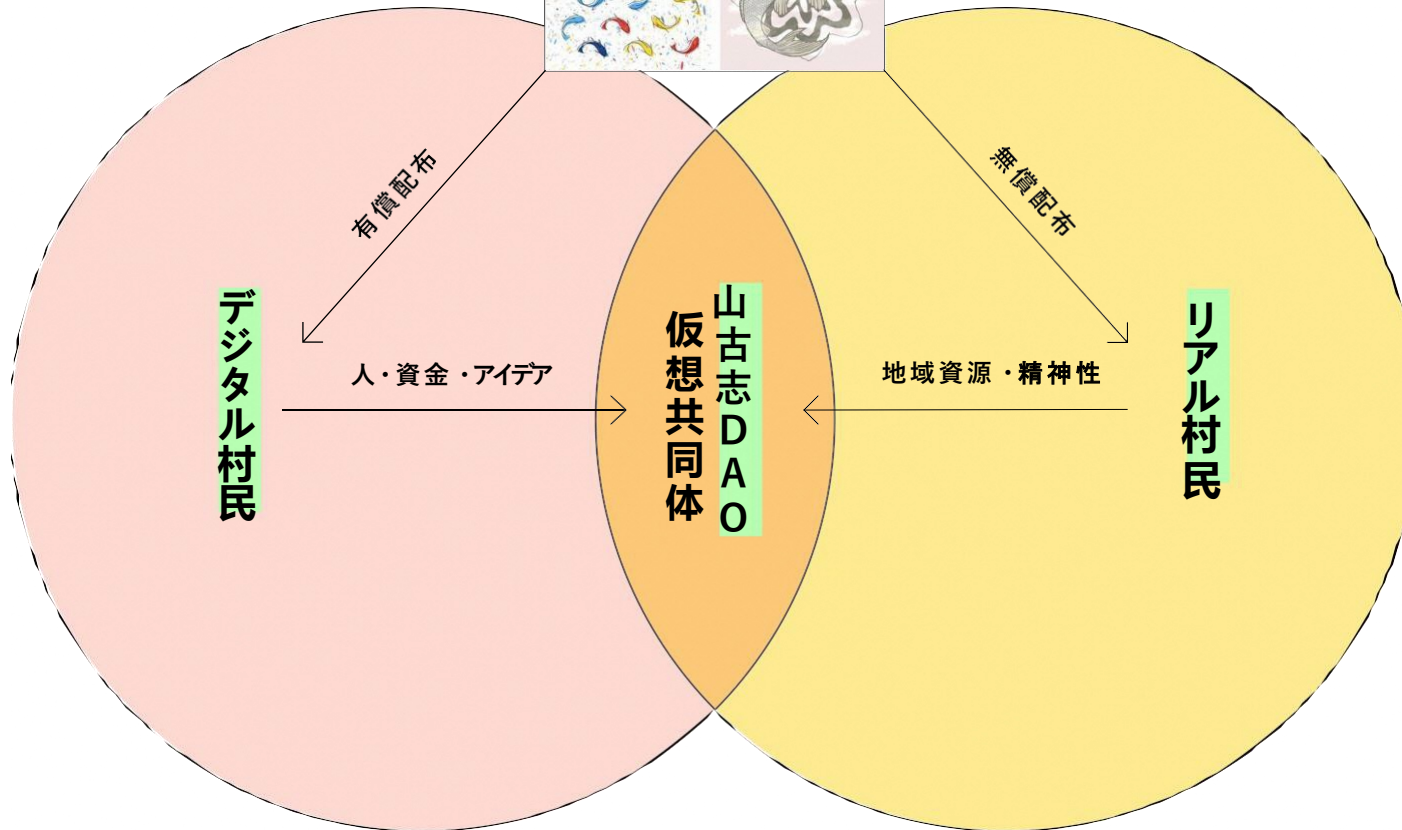 有償配布
無償配布
デジタル村民
人・資金・アイデア
山古志DAO
仮想共同体
地域資源・精神性
リアル村民